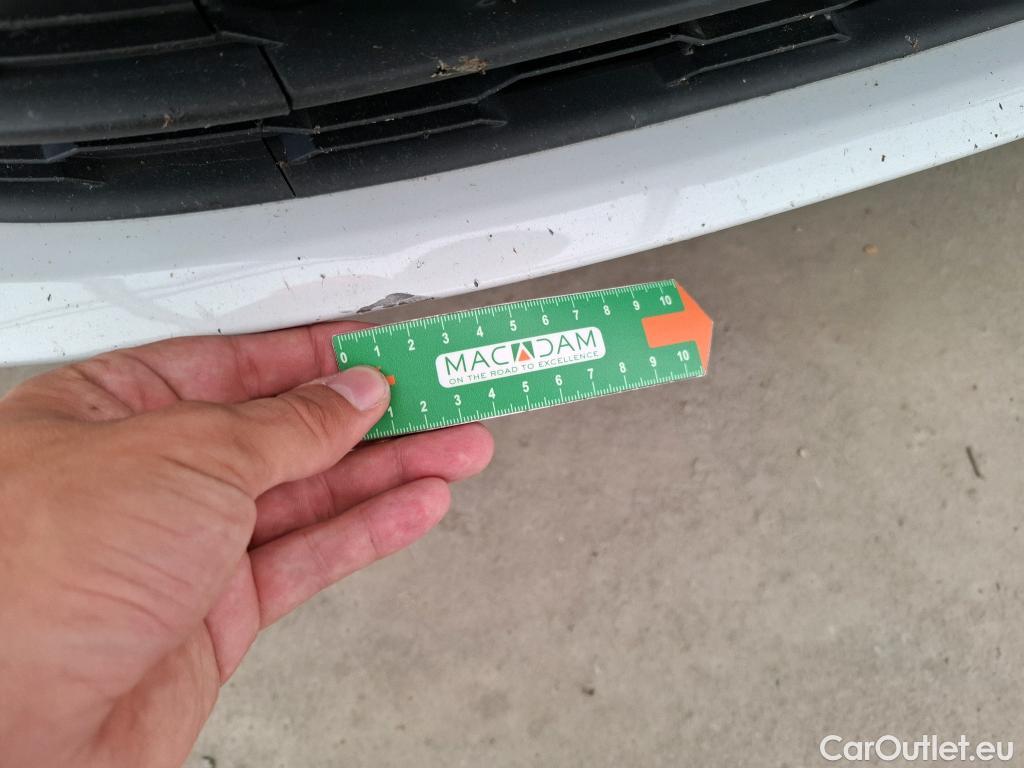 0 1 2 3 4 5 6 7 8 9 10
MACADAM
ON THE ROAD TO EXCELLENCE
1 2 3 4 5 6 7 8 9 10
CarOutlet.eu